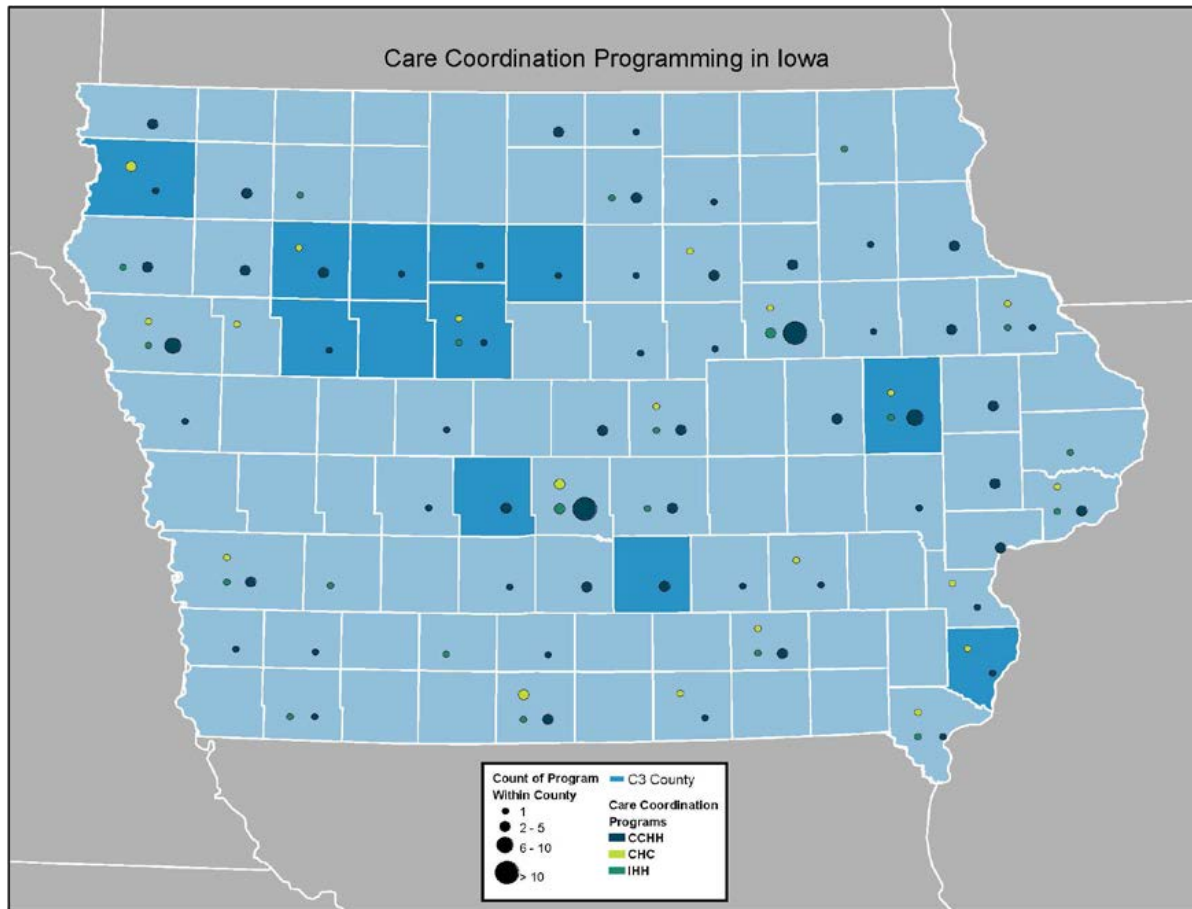 Care Coordination Programming in Iowa
Count of Program
Within County
1
2 - 5
6 - 10
> 10
C3 County
Care Coordination
Programs
CCHH
CHC
IHH